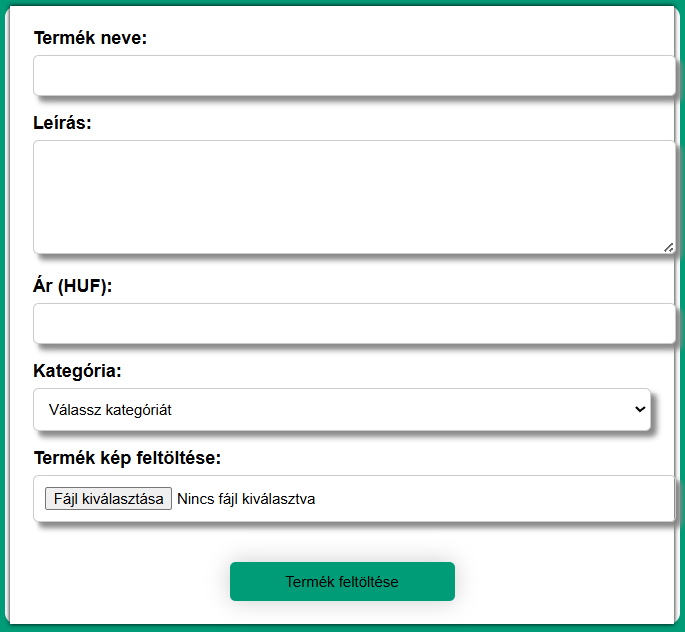 Termék neve:
Leírás:
Ár (HUF):
Kategória:
Válassz kategóriát
Termék kép feltöltése:
Fájl kiválasztása Nincs fájl kiválasztva
Termék feltöltése